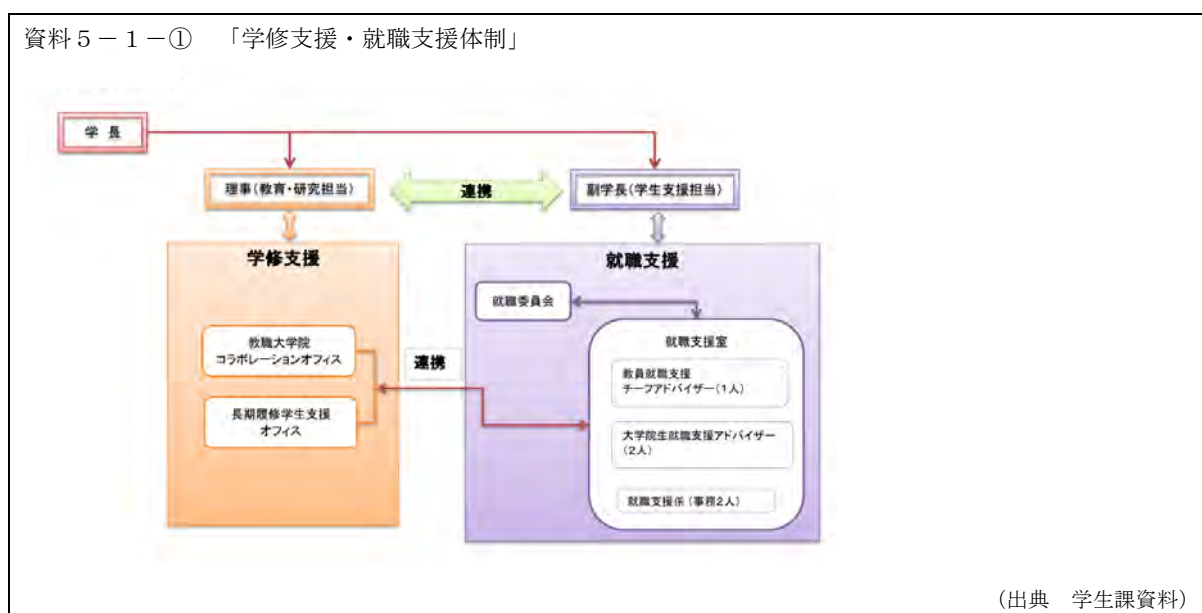 資料５－１－① 「学修支援・就職支援体制」
学 長
理事(教育・研究担当)
連携
副学長(学生支援担当)
学修支援
就職支援
就職委員会
就職支援室
教職大学院
コラボレーションオフィス
連携
教員就職支援
チーフアドバイザー(1人)
長期履修学生支援
オフィス
大学院生就職支援アドバイザー
(2人)
就職支援係(事務2人)
(出典 学生課資料)